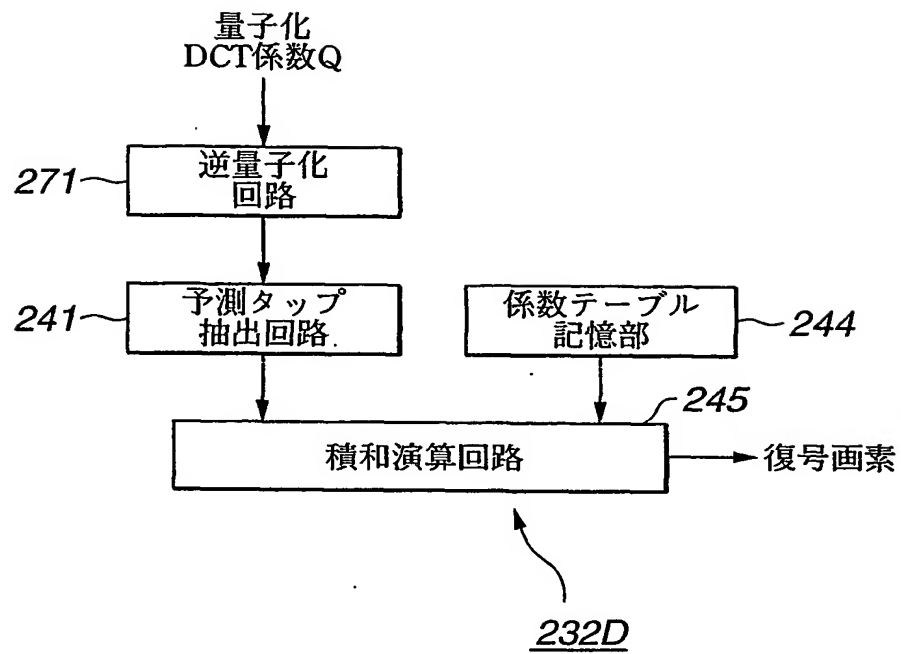 量子化
DCT係数Q
逆量子化
回路
271
予測タップ
抽出回路
241
係数テーブル
記憶部
244
245
積和演算回路
復号画素
232D